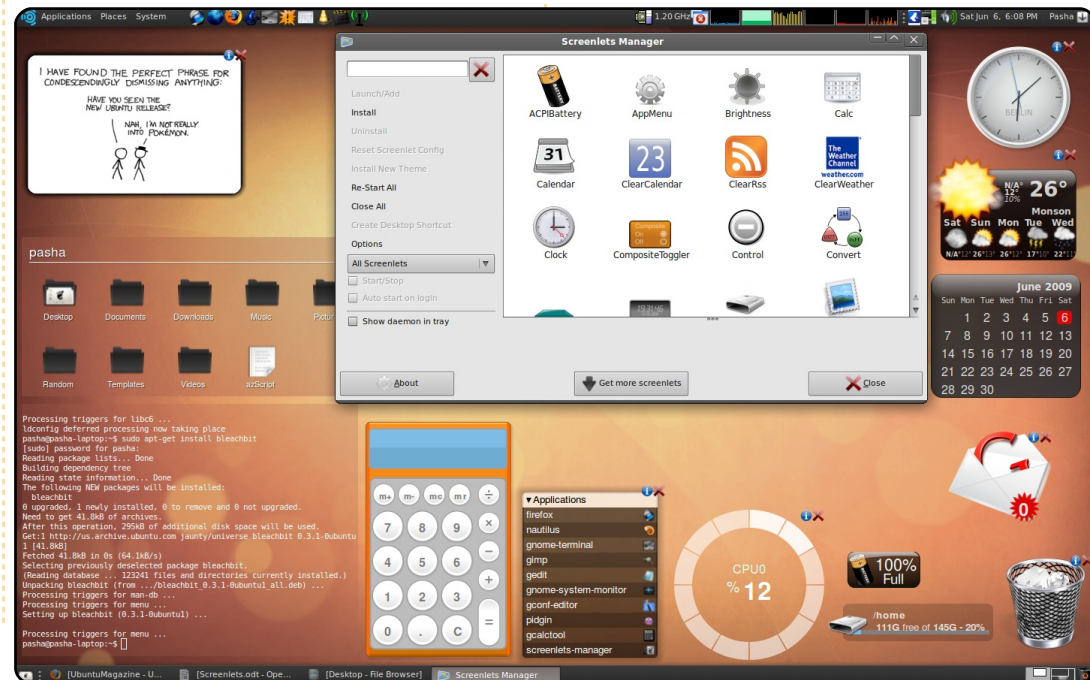 Applications Places System
1.20 GHz
Sat Jun 6, 6:08 PM Pasha
I HAVE FOUND THE PERFECT PHRASE FOR
CONDESCENDINGLY DISMISSING ANYTHING:
HAVE YOU SEEN THE
NEW UBUNTU RELEASE?
NAH, I'M NOT REALLY
INTO POKÉMON.
Screenlets Manager
Launch/Add
Install
Uninstall
Reset Screenlet Config
Install New Theme
Re-Start All
Close All
Create Desktop Shortcut
Options
All Screenlets
Start/Stop
Auto start on login
Show daemon in tray
ACPIBattery
AppMenu
Brightness
Calc
31
23
The
Weather
Channel
weather.com
Calendar
ClearCalendar
ClearRss
ClearWeather
Composite
On
Off
Clock
CompositeToggler
Control
Convert
About
Get more screenlets
Close
BERLIN
N/A°
12°
10%
26°
Monson
Sat Sun Mon Tue Wed
N/A°12° 26°13° 26°12° 17°10° 22°11°
June 2009
Sun Mon Tue Wed Thu Fri Sat
1 2 3 4 5 6
7 8 9 10 11 12 13
14 15 16 17 18 19 20
21 22 23 24 25 26 27
28 29 30
pasha
Desktop
Documents
Downloads
Music
Pictur
Random
Templates
Videos
azScript
Processing triggers for libc6 ...
ldconfig deferred processing now taking place
pasha@pasha-laptop:~$ sudo apt-get install bleachbit
[sudo] password for pasha:
Reading package lists... Done
Building dependency tree
Reading state information... Done
The following NEW packages will be installed:
bleachbit
0 upgraded, 1 newly installed, 0 to remove and 0 not upgraded.
Need to get 41.8kB of archives.
After this operation, 295kB of additional disk space will be used.
Get:1 http://us.archive.ubuntu.com jaunty/universe bleachbit 0.3.1-0ubuntu
1 [41.8kB]
Fetched 41.8kB in 0s (64.1kB/s)
Selecting previously deselected package bleachbit.
(Reading database ... 123241 files and directories currently installed.)
Unpacking bleachbit (from .../bleachbit_0.3.1-0ubuntu1_all.deb) ...
Processing triggers for man-db ...
Processing triggers for menu ...
Setting up bleachbit (0.3.1-0ubuntu1) ...
Processing triggers for menu ...
pasha@pasha-laptop:~$
m+ m- mc mr ÷
7 8 9 ×
4 5 6 −
1 2 3 +
0 . C =
Applications
firefox
nautilus
gnome-terminal
gimp
gedit
gnome-system-monitor
gconf-editor
pidgin
gcalctool
screenlets-manager
CPU0
% 12
100%
Full
/home
111G free of 145G - 20%
0
[UbuntuMagazine - U...
[Screenlets.odt - Ope...
[Desktop - File Browser]
Screenlets Manager